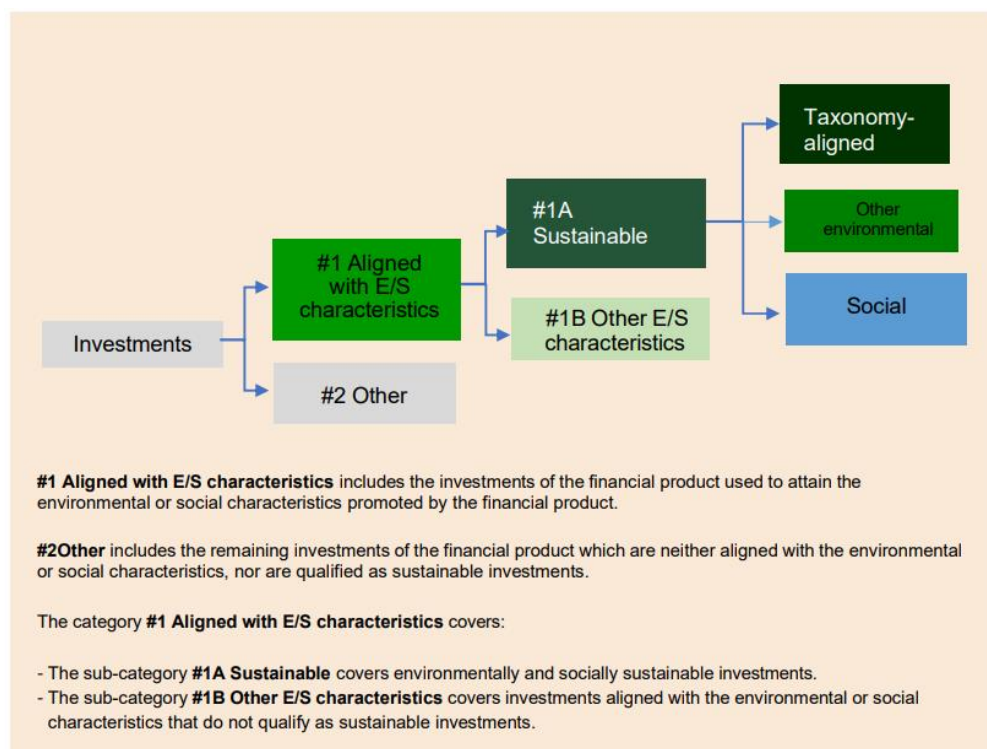 Taxonomy-
aligned
#1A
Sustainable
Other
environmental
#1 Aligned
with E/S
characteristics
#1B Other E/S
characteristics
Social
Investments
#2 Other
#1 Aligned with E/S characteristics includes the investments of the financial product used to attain the
environmental or social characteristics promoted by the financial product.
#2Other includes the remaining investments of the financial product which are neither aligned with the environmental
or social characteristics, nor are qualified as sustainable investments.
The category #1 Aligned with E/S characteristics covers:
- The sub-category #1A Sustainable covers environmentally and socially sustainable investments.
- The sub-category #1B Other E/S characteristics covers investments aligned with the environmental or social
characteristics that do not qualify as sustainable investments.